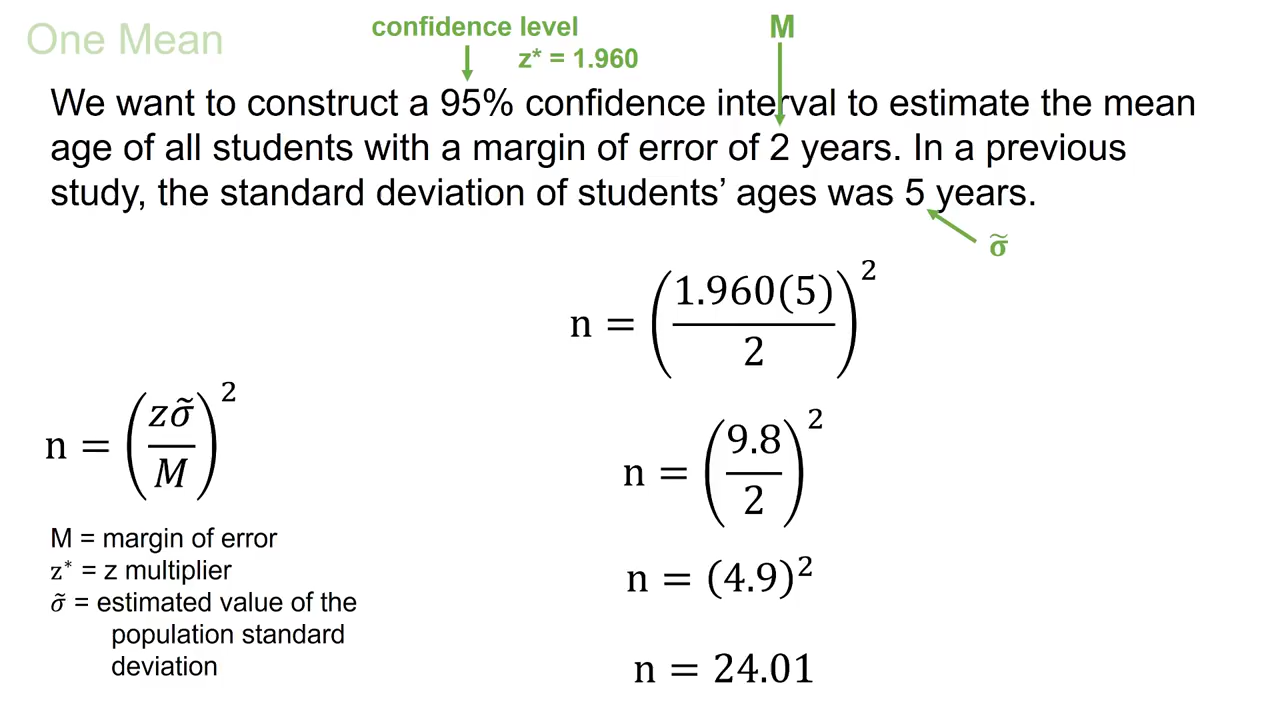 One Mean
confidence level
z* = 1.960
M
We want to construct a 95% confidence interval to estimate the mean
age of all students with a margin of error of 2 years. In a previous
study, the standard deviation of students’ ages was 5 years.
σ̃
n = (1.960(5)/2)²
n = (9.8/2)²
n = (4.9)²
n = 24.01
n = (zσ̃/M)²
M = margin of error
z* = z multiplier
σ̃ = estimated value of the
population standard
deviation